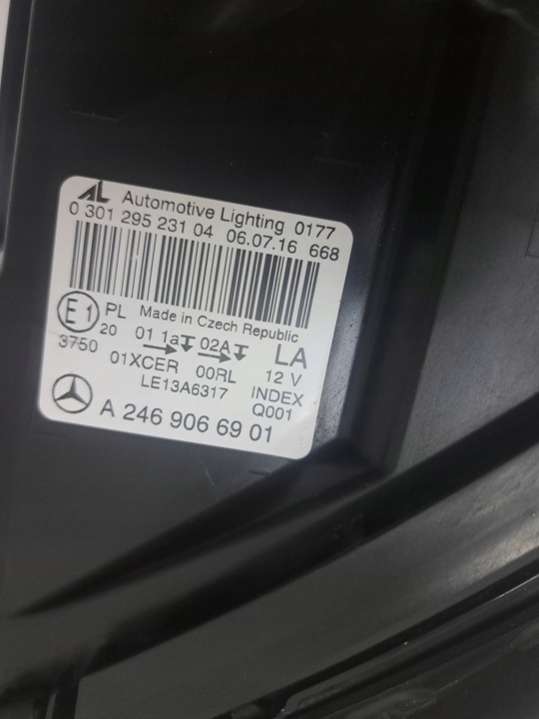 AL Automotive Lighting 0177
0 301 295 231 04 06.07.16 668
E1 PL Made in Czech Republic
20 01 1a 02A LA
3750 01XCER 00RL 12 V
LE13A6317 INDEX
Q001
A 246 906 69 01